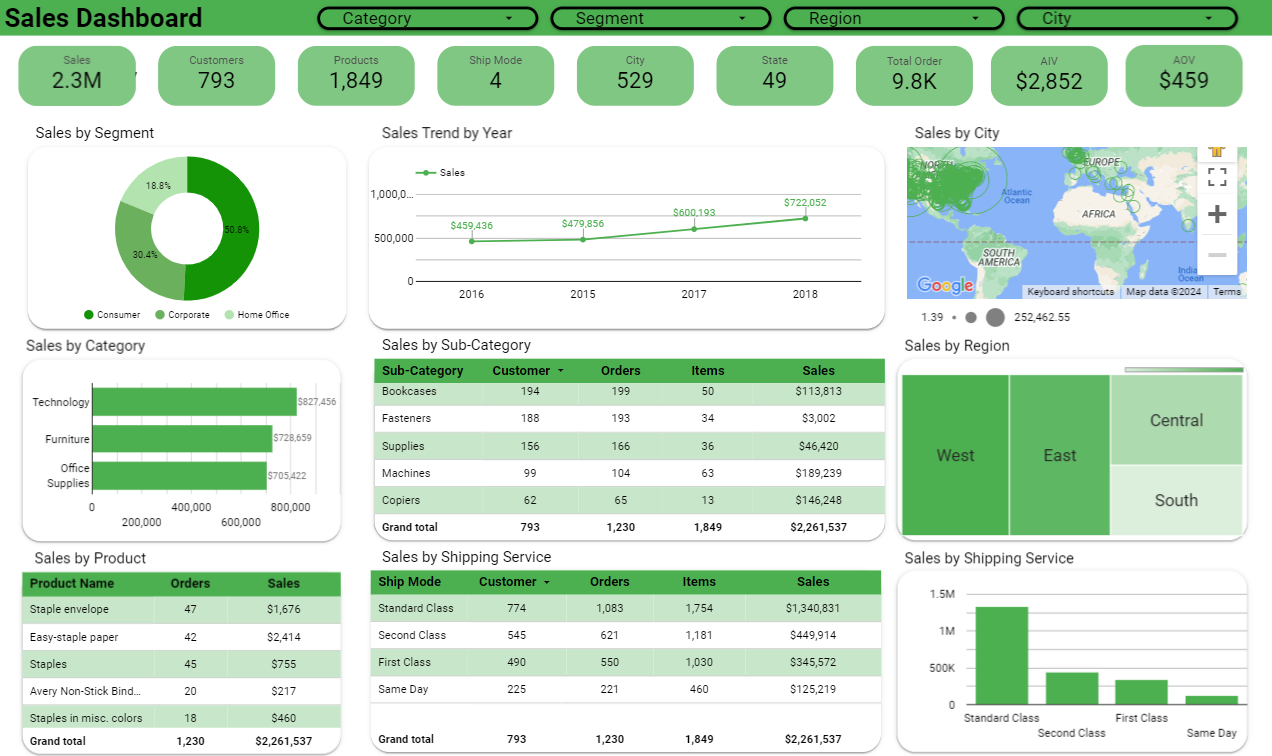 Sales Dashboard
Category
Segment
Region
City
Sales
2.3M
Customers
793
Products
1,849
Ship Mode
4
City
529
State
49
Total Order
9.8K
AIV
$2,852
AOV
$459
Sales by Segment
18.8%
50.8%
30.4%
Consumer Corporate Home Office
Sales Trend by Year
Sales
1,000,0...
500,000
0
$459,436
$479,856
$600,193
$722,052
2016 2015 2017 2018
Sales by City
NORTH
EUROPE
Atlantic
Ocean
AFRICA
SOUTH
AMERICA
India
Ocean
Google
Keyboard shortcuts Map data ©2024 Terms
1.39 252,462.55
Sales by Category
Technology $827,456
Furniture $728,659
Office
Supplies
$705,422
0 400,000 800,000
200,000 600,000
Sales by Sub-Category
Sub-Category Customer Orders Items Sales
Bookcases 194 199 50 $113,813
Fasteners 188 193 34 $3,002
Supplies 156 166 36 $46,420
Machines 99 104 63 $189,239
Copiers 62 65 13 $146,248
Grand total 793 1,230 1,849 $2,261,537
Sales by Region
West
East
Central
South
Sales by Product
Product Name Orders Sales
Staple envelope 47 $1,676
Easy-staple paper 42 $2,414
Staples 45 $755
Avery Non-Stick Bind... 20 $217
Staples in misc. colors 18 $460
Grand total 1,230 $2,261,537
Sales by Shipping Service
Ship Mode Customer Orders Items Sales
Standard Class 774 1,083 1,754 $1,340,831
Second Class 545 621 1,181 $449,914
First Class 490 550 1,030 $345,572
Same Day 225 221 460 $125,219
Grand total 793 1,230 1,849 $2,261,537
Sales by Shipping Service
1.5M
1M
500K
0
Standard Class First Class
Second Class Same Day